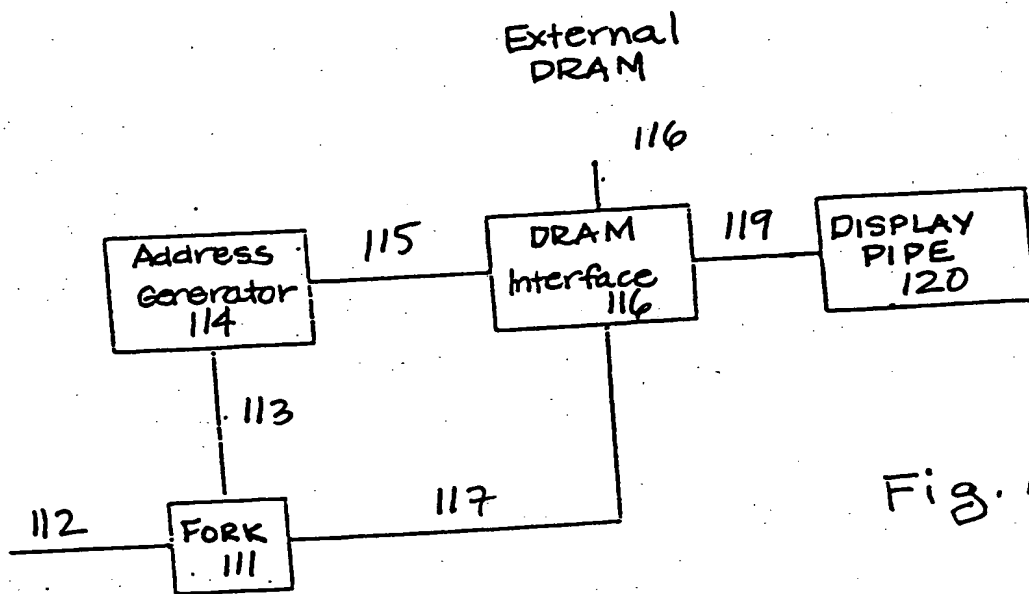 External
DRAM
116
Address
Generator
114
115
DRAM
Interface
116
119
DISPLAY
PIPE
120
113
112
FORK
111
117
Fig.